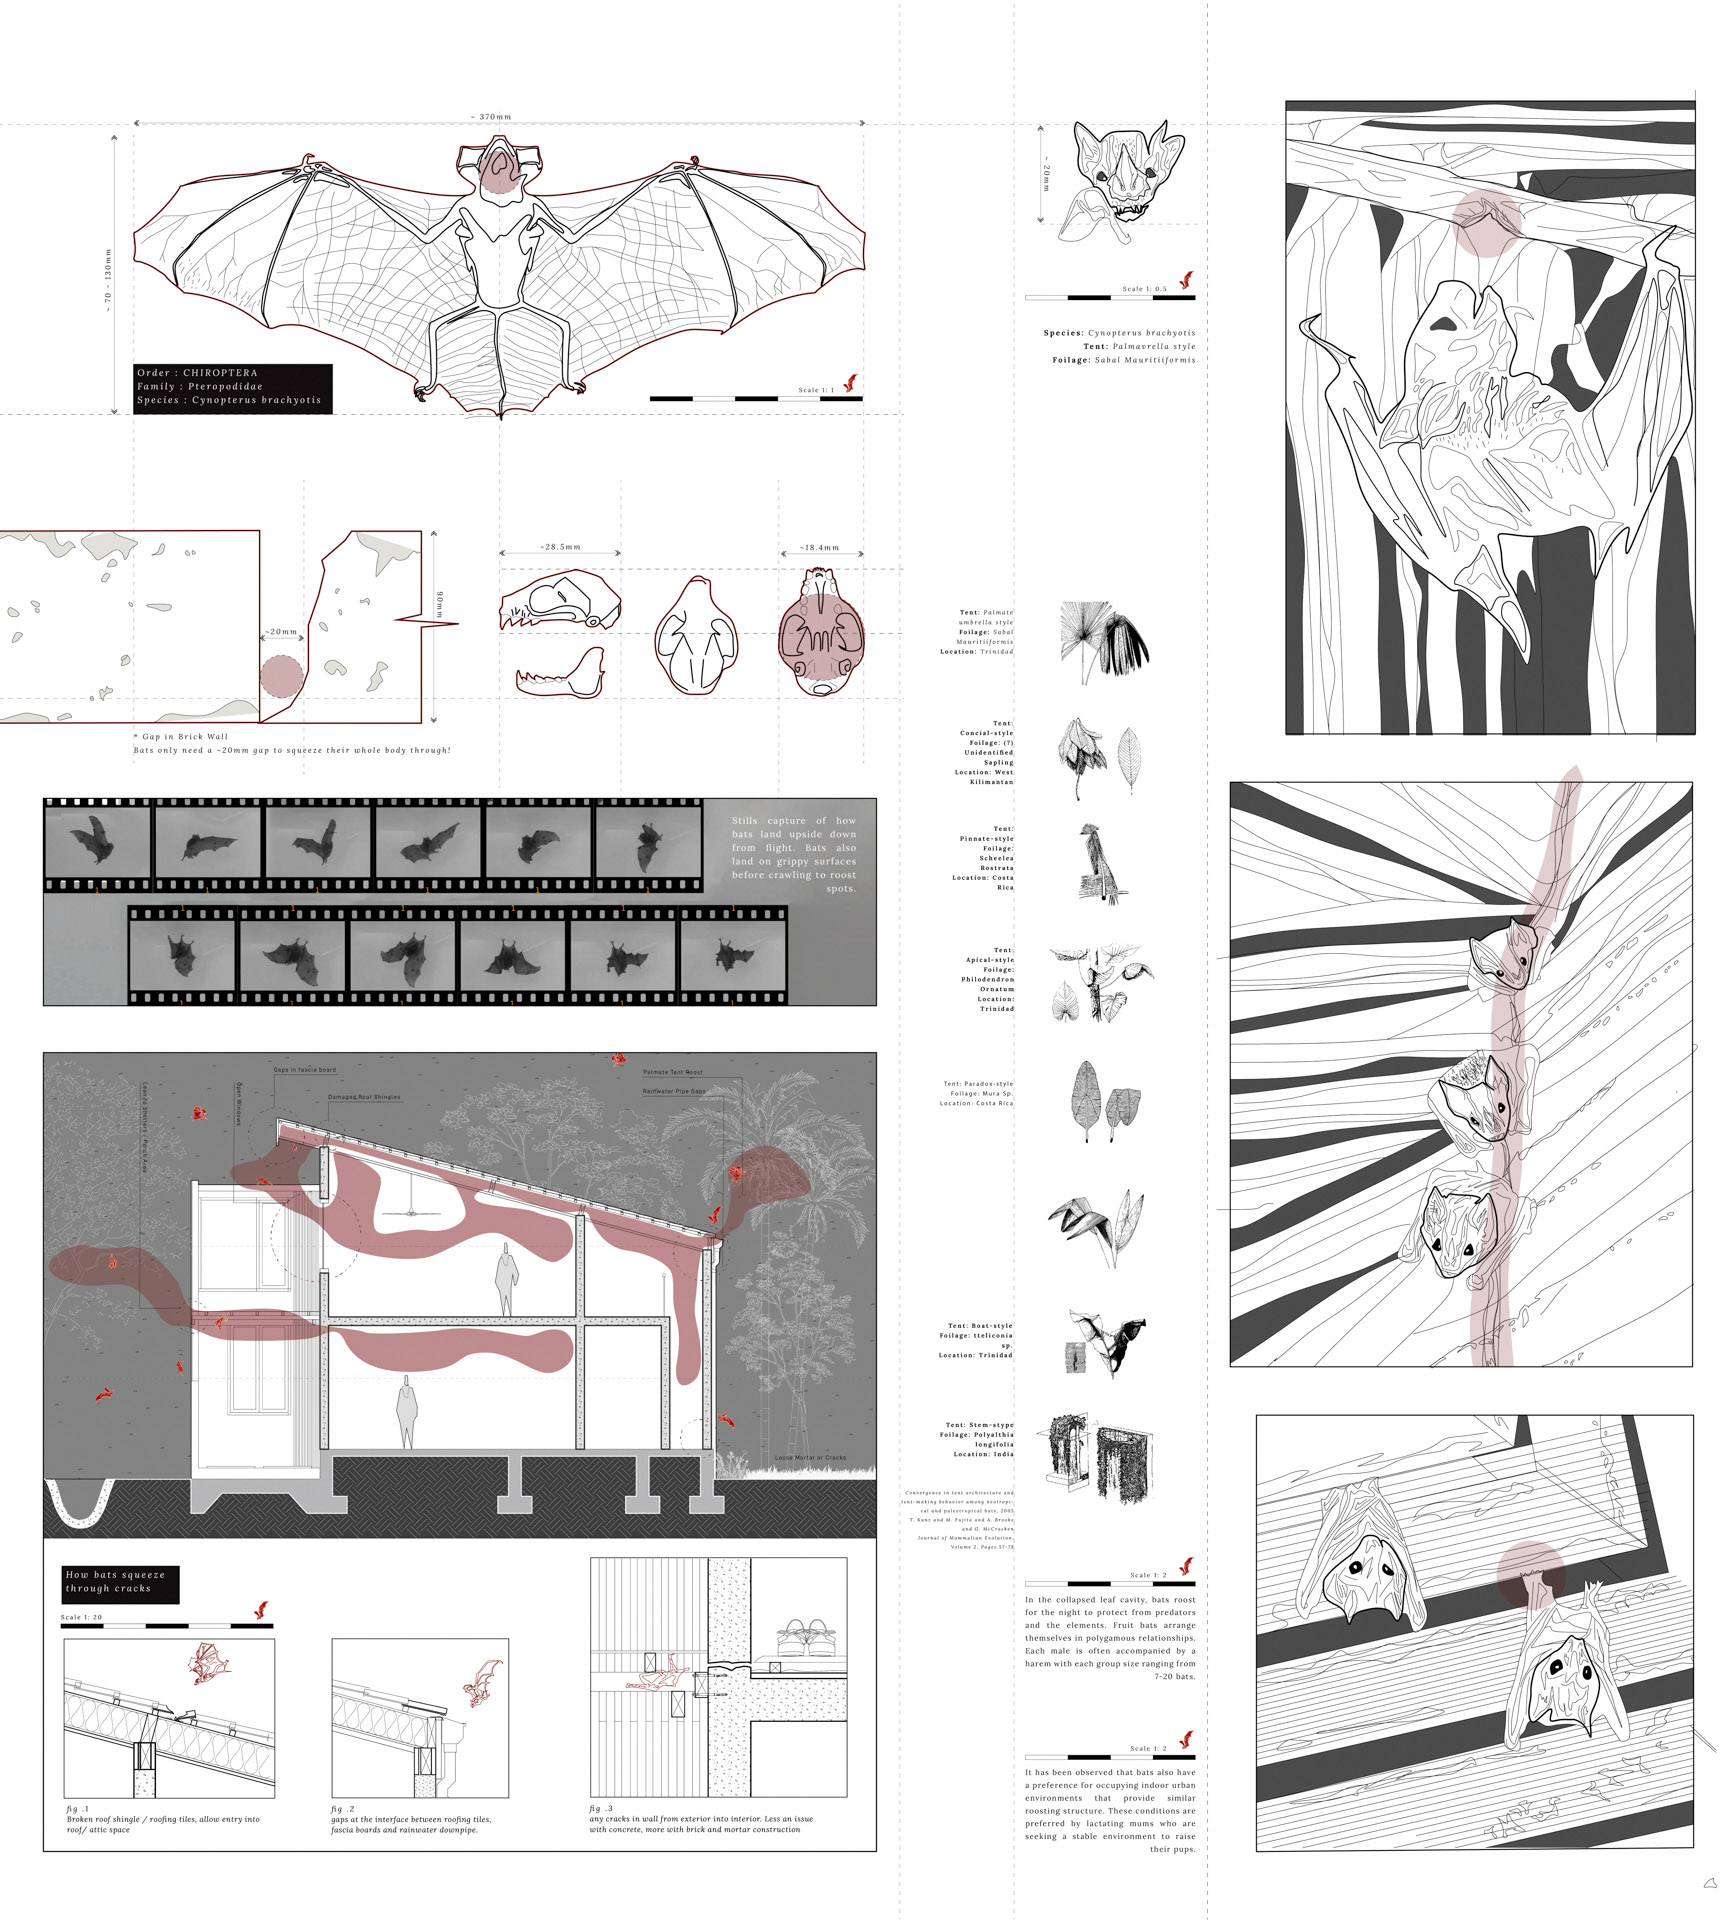 ~ 370mm
~ 70 - 130mm
Order : CHIROPTERA
Family : Pteropodidae
Species : Cynopterus brachyotis
Scale 1: 1
~ 20mm
Scale 1: 0.5
Species: Cynopterus brachyotis
Tent: Palmavrella style
Foilage: Sabal Mauritiiformis
~20mm
90mm
~28.5mm
~18.4mm
* Gap in Brick Wall
Bats only need a ~20mm gap to squeeze their whole body through!
Stills capture of how
bats land upside down
from flight. Bats also
land on grippy surfaces
before crawling to roost
spots.
Gaps in fascia board
Damaged Roof Shingles
Palmate Tent Roost
Rainwater Pipe Gaps
Open Windows
Loose Mortar or Cracks
How bats squeeze
through cracks
Scale 1: 20
fig .1
Broken roof shingle / roofing tiles, allow entry into
roof/ attic space
fig .2
gaps at the interface between roofing tiles,
fascia boards and rainwater downpipe.
fig .3
any cracks in wall from exterior into interior. Less an issue
with concrete, more with brick and mortar construction
Tent: Palmate
umbrella style
Foilage: Sabal
Mauritiiformis
Location: Trinidad
Tent:
Concial-style
Foilage: (?)
Unidentified
Sapling
Location: West
Kilimantan
Tent:
Pinnate-style
Foilage:
Scheelea
Rostrata
Location: Costa
Rica
Tent:
Apical-style
Foilage:
Philodendron
Ornatum
Location:
Trinidad
Tent: Paradox-style
Foilage: Mura Sp.
Location: Costa Rica
Tent: Boat-style
Foilage: tteliconia
sp.
Location: Trinidad
Tent: Stem-stype
Foilage: Polyalthia
longifolia
Location: India
Convergence in tent architecture and
tent-making behavior among neotropi-
cal and paleotropical bats, 2005
T. Kunz and M. Fujita and A. Brooke
and G. McCracken
Journal of Mammalian Evolution,
Volume 2, Pages 57-78
Scale 1: 2
In the collapsed leaf cavity, bats roost
for the night to protect from predators
and the elements. Fruit bats arrange
themselves in polygamous relationships.
Each male is often accompanied by a
harem with each group size ranging from
7-20 bats.
Scale 1: 2
It has been observed that bats also have
a preference for occupying indoor urban
environments that provide similar
roosting structure. These conditions are
preferred by lactating mums who are
seeking a stable environment to raise
their pups.